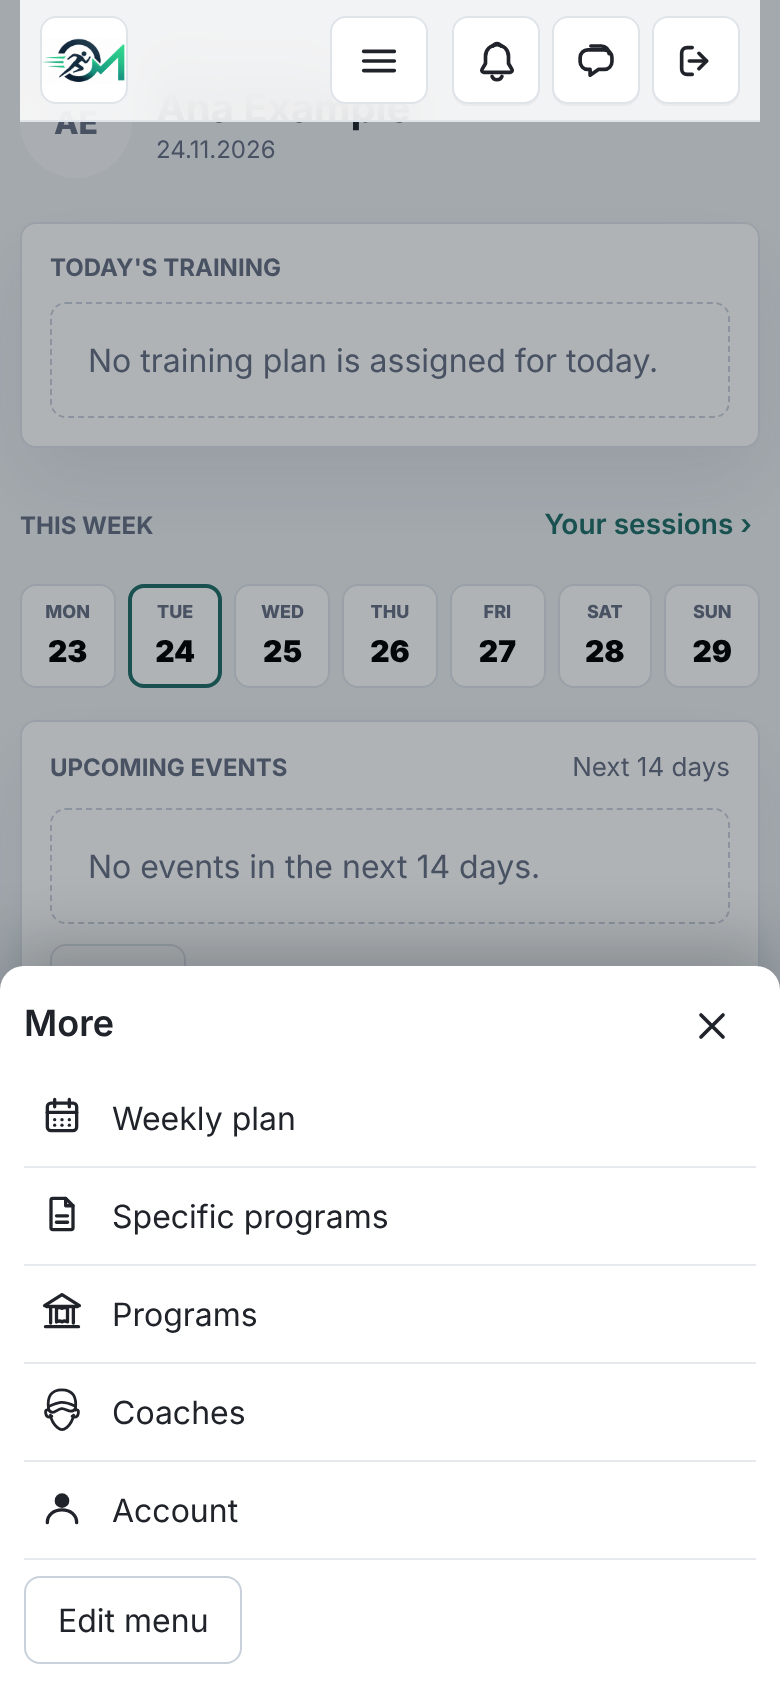 Ana Example
AE
24.11.2026
TODAY'S TRAINING
No training plan is assigned for today.
THIS WEEK
Your sessions ›
MON TUE WED THU FRI SAT SUN
23 24 25 26 27 28 29
UPCOMING EVENTS
Next 14 days
No events in the next 14 days.
More
Weekly plan
Specific programs
Programs
Coaches
Account
Edit menu